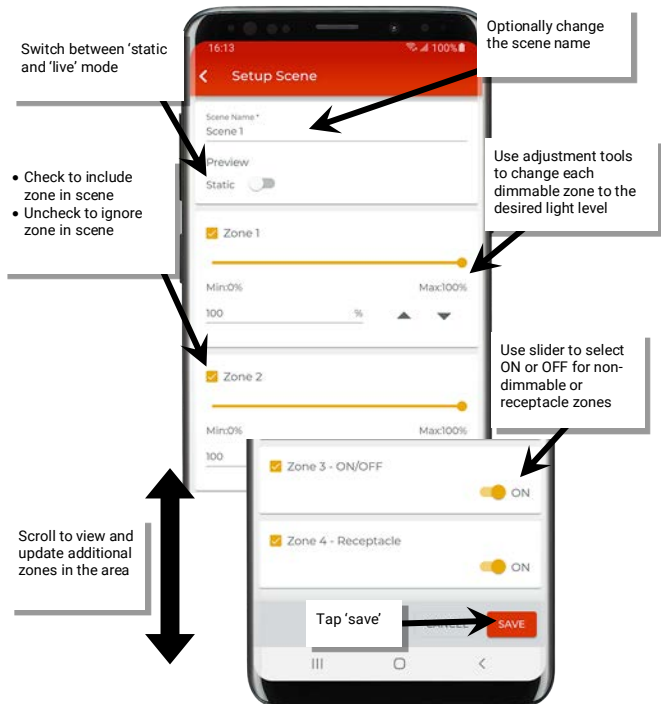 Switch between ‘static
and ‘live’ mode
Optionally change
the scene name
16:13
100%
Setup Scene
Scene Name *
Scene 1
Preview
Static
• Check to include
zone in scene
• Uncheck to ignore
zone in scene
Use adjustment tools
to change each
dimmable zone to the
desired light level
Zone 1
Min:0%
Max:100%
100
%
Use slider to select
ON or OFF for non-
dimmable or
receptacle zones
Zone 2
Min:0%
Max:100%
100
Zone 3 - ON/OFF
ON
Scroll to view and
update additional
zones in the area
Zone 4 - Receptacle
ON
Tap ‘save’
SAVE